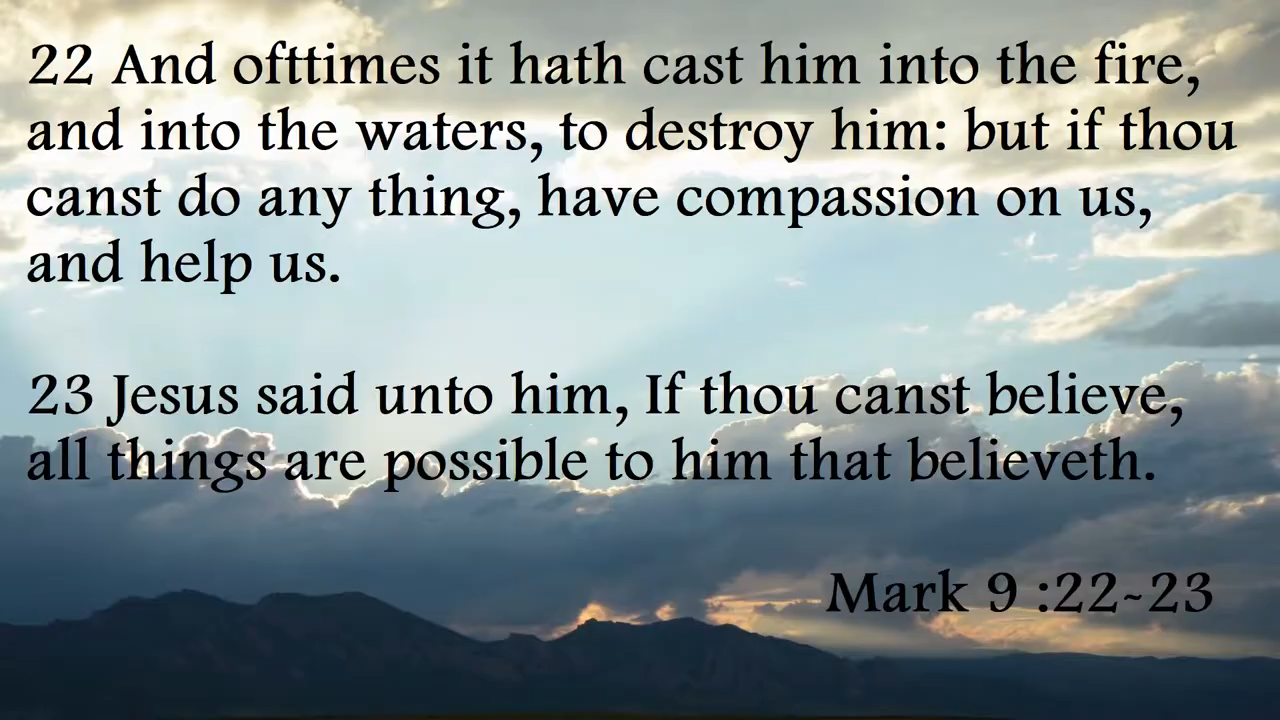 22 And ofttimes it hath cast him into the fire,
and into the waters, to destroy him: but if thou
canst do any thing, have compassion on us,
and help us.
23 Jesus said unto him, If thou canst believe,
all things are possible to him that believeth.
Mark 9 :22~23